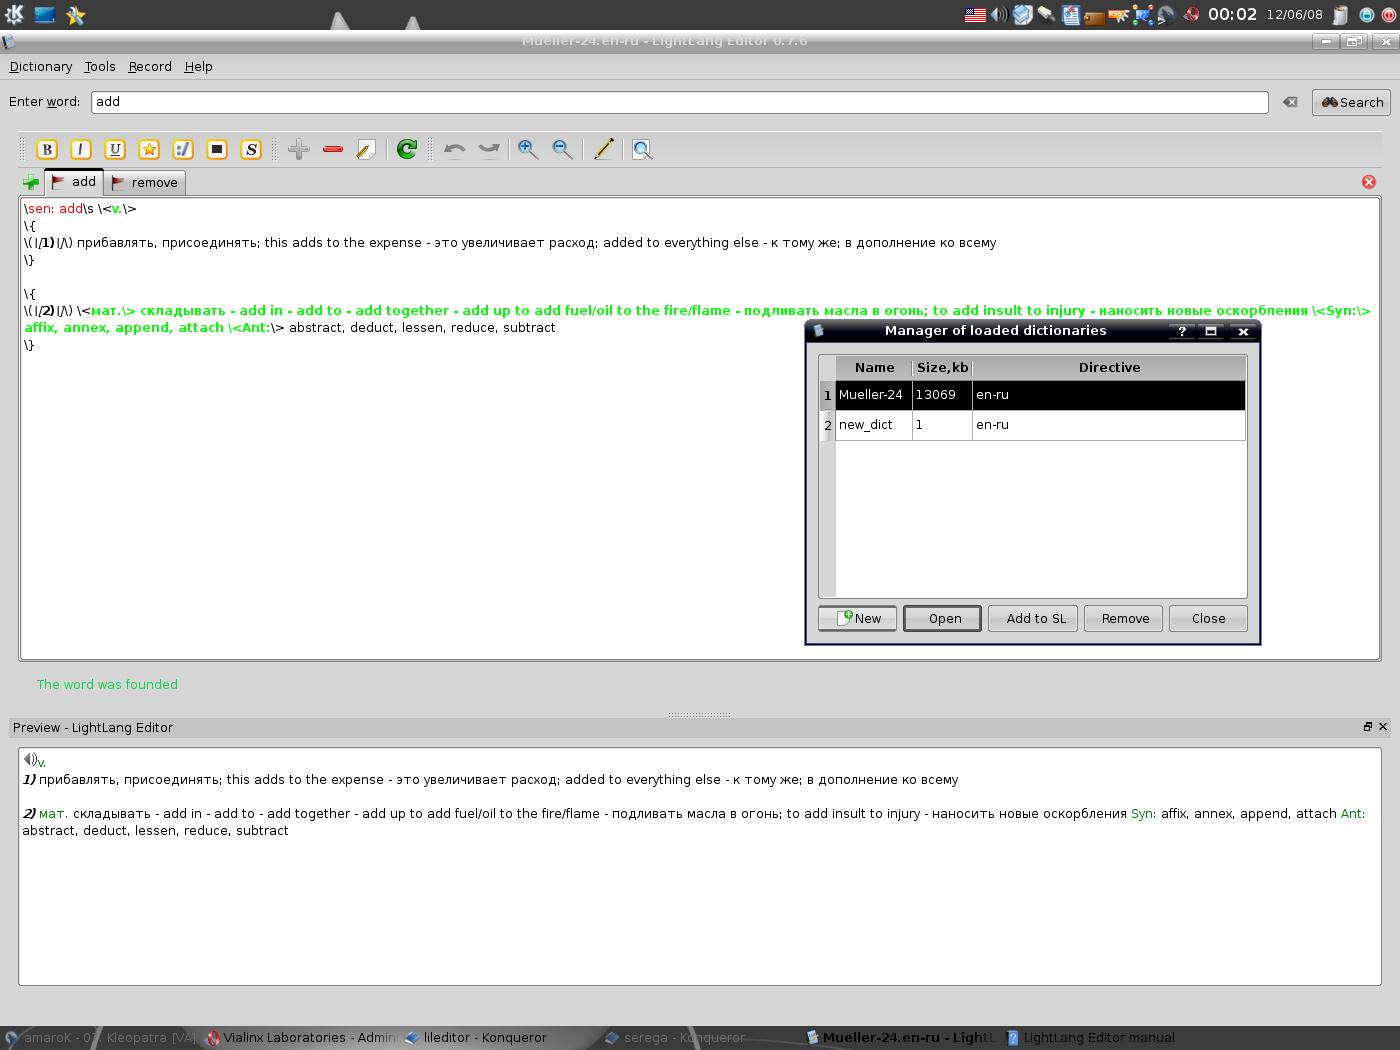 00:02 12/06/08
Mueller-24.en-ru - LightLang Editor 0.7.6
Dictionary Tools Record Help
Enter word: add Search
B I U S
add remove
\sen: add\s \<v.\>
\{
\(|/1)|/\) прибавлять, присоединять; this adds to the expense - это увеличивает расход; added to everything else - к тому же; в дополнение ко всему
\}
\{
\(|/2)|/\) \<мат.\> складывать - add in - add to - add together - add up to add fuel/oil to the fire/flame - подливать масла в огонь; to add insult to injury - наносить новые оскорбления \<Syn:\>
affix, annex, append, attach \<Ant:\> abstract, deduct, lessen, reduce, subtract
\}
Manager of loaded dictionaries
Name Size,kb Directive
1 Mueller-24 13069 en-ru
2 new_dict 1 en-ru
New Open Add to SL Remove Close
The word was founded
Preview - LightLang Editor
v.
1) прибавлять, присоединять; this adds to the expense - это увеличивает расход; added to everything else - к тому же; в дополнение ко всему
2) мат. складывать - add in - add to - add together - add up to add fuel/oil to the fire/flame - подливать масла в огонь; to add insult to injury - наносить новые оскорбления Syn: affix, annex, append, attach Ant:
abstract, deduct, lessen, reduce, subtract
amaroK - 0 . Kleopatra [VA] Vialinx Laboratories - Admin lileditor - Konqueror serega - Konqueror Mueller-24.en-ru - LightL LightLang Editor manual